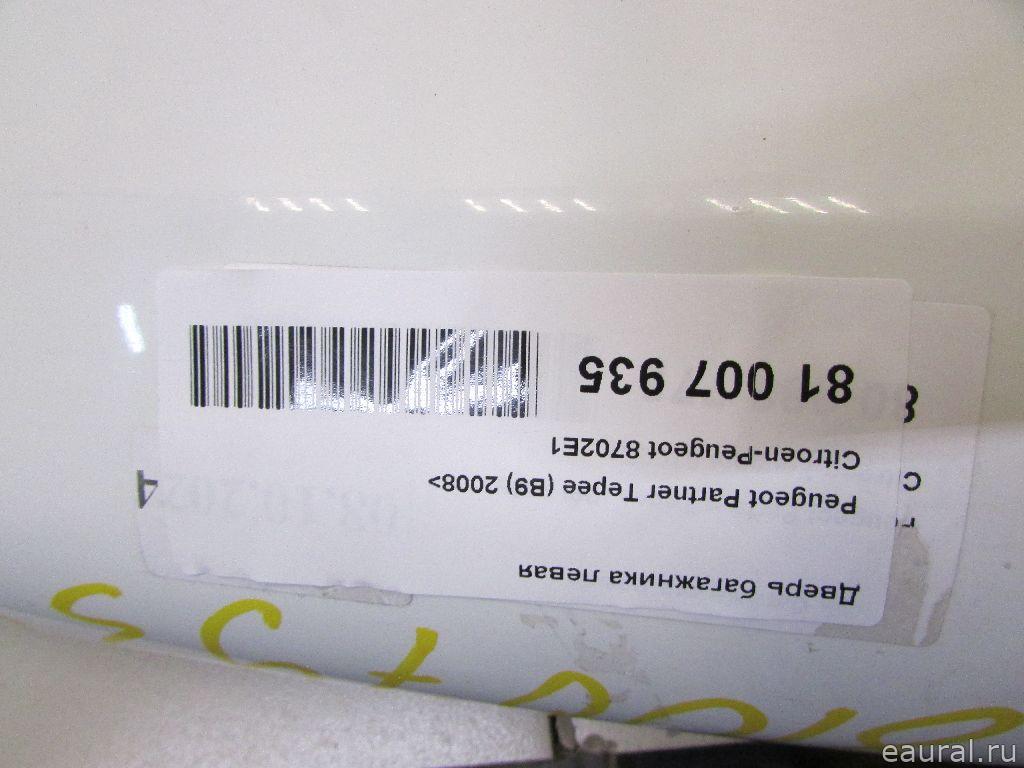 81 007 935
Citroen-Peugeot 8702E1
Peugeot Partner Tepee (B9) 2008>
Дверь багажника левая
eaural.ru